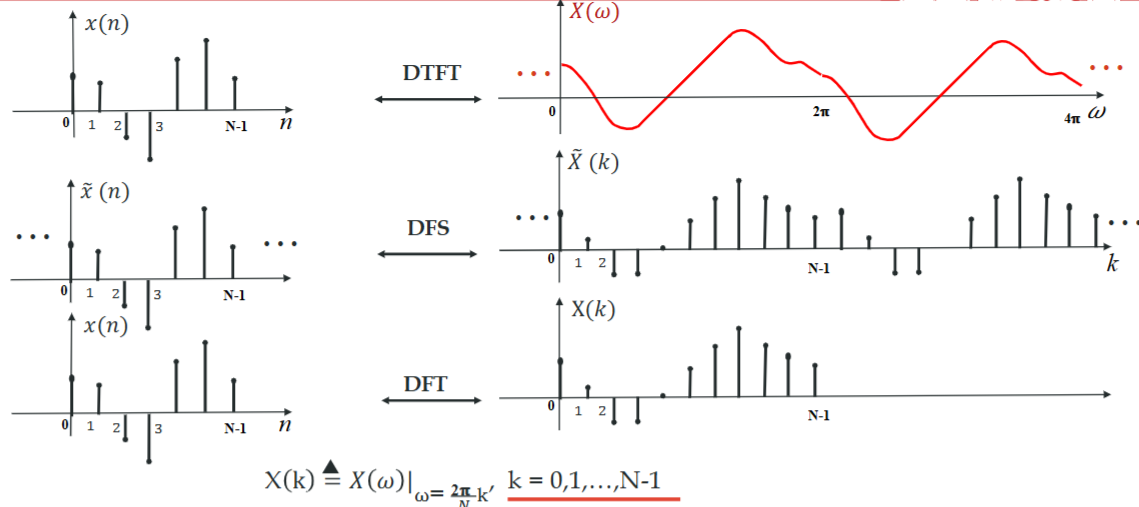 x(n)
X(ω)
DTFT
0 1 2 3 N-1 n
0 2π 4π ω
x̃ (n)
X̃ (k)
DFS
0 1 2 3 N-1
0 1 2 N-1 k
x(n)
X(k)
DFT
0 1 2 3 N-1 n
0 1 2 N-1
X(k) ≜ X(ω)|ω= 2π/N k, k = 0,1,…,N-1